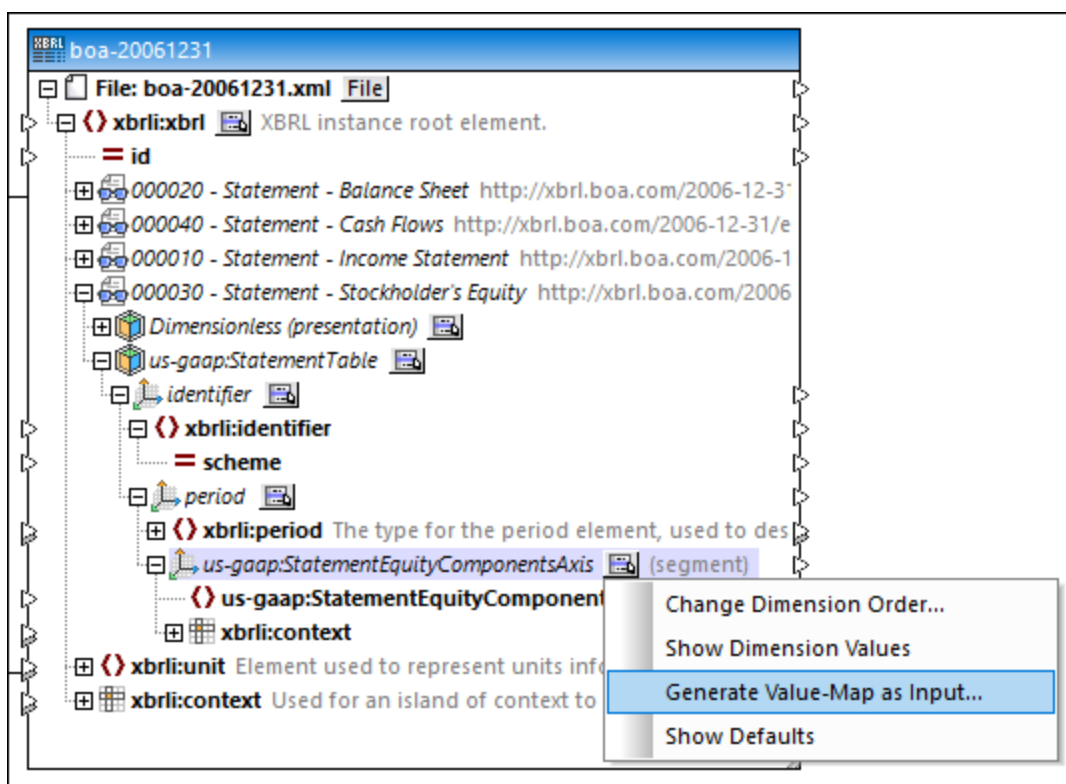 XBRL boa-20061231
File: boa-20061231.xml File
xbrli:xbrl XBRL instance root element.
= id
000020 - Statement - Balance Sheet http://xbrl.boa.com/2006-12-31
000040 - Statement - Cash Flows http://xbrl.boa.com/2006-12-31/e
000010 - Statement - Income Statement http://xbrl.boa.com/2006-1
000030 - Statement - Stockholder's Equity http://xbrl.boa.com/2006
Dimensionless (presentation)
us-gaap:StatementTable
identifier
() xbrli:identifier
= scheme
period
() xbrli:period The type for the period element, used to des
us-gaap:StatementEquityComponentsAxis (segment)
() us-gaap:StatementEquityComponent
xbrli:context
() xbrli:unit Element used to represent units info
xbrli:context Used for an island of context to
Change Dimension Order...
Show Dimension Values
Generate Value-Map as Input...
Show Defaults